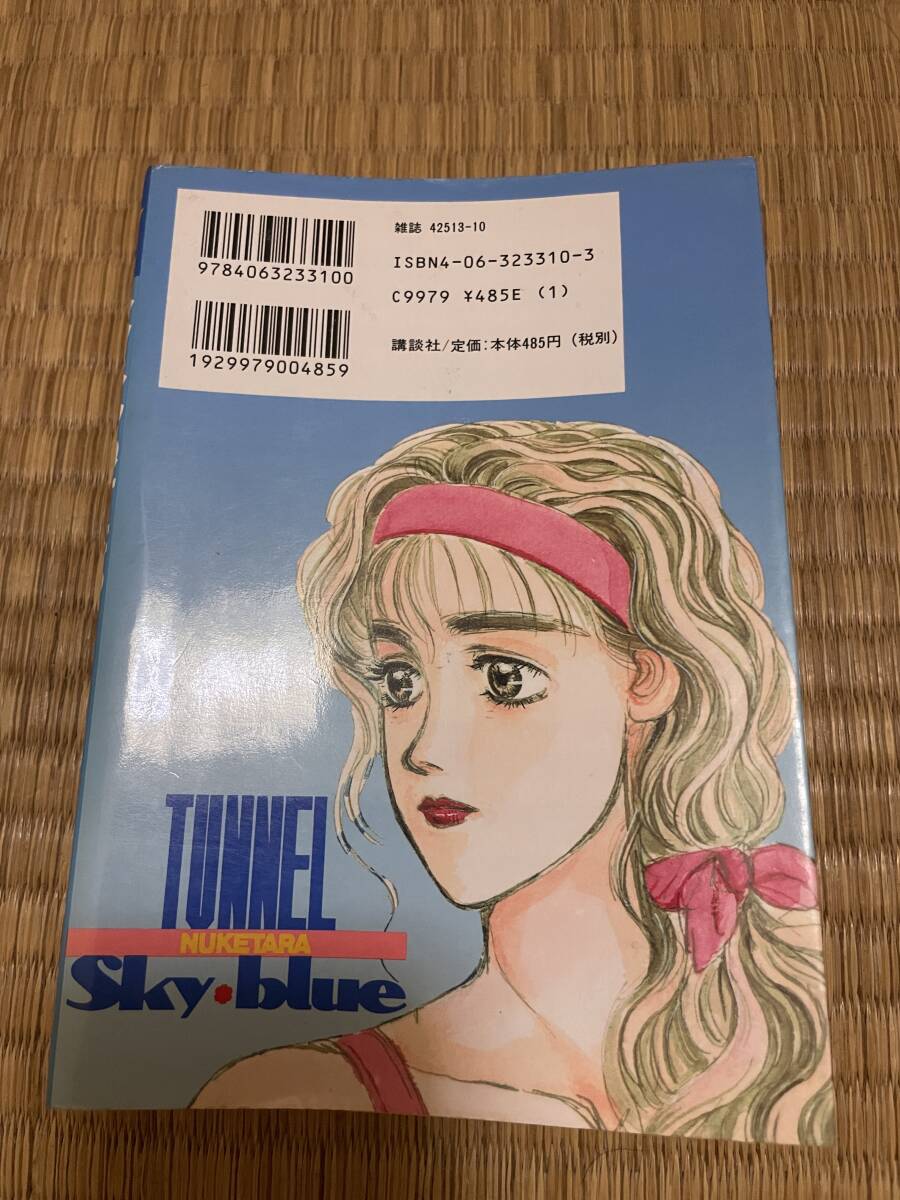 9784063233100
1929979004859
雑誌 42513-10
ISBN4-06-323310-3
C9979 ¥485E (1)
講談社/定価:本体485円 (税別)
TUNNEL
NUKETARA
Sky・blue